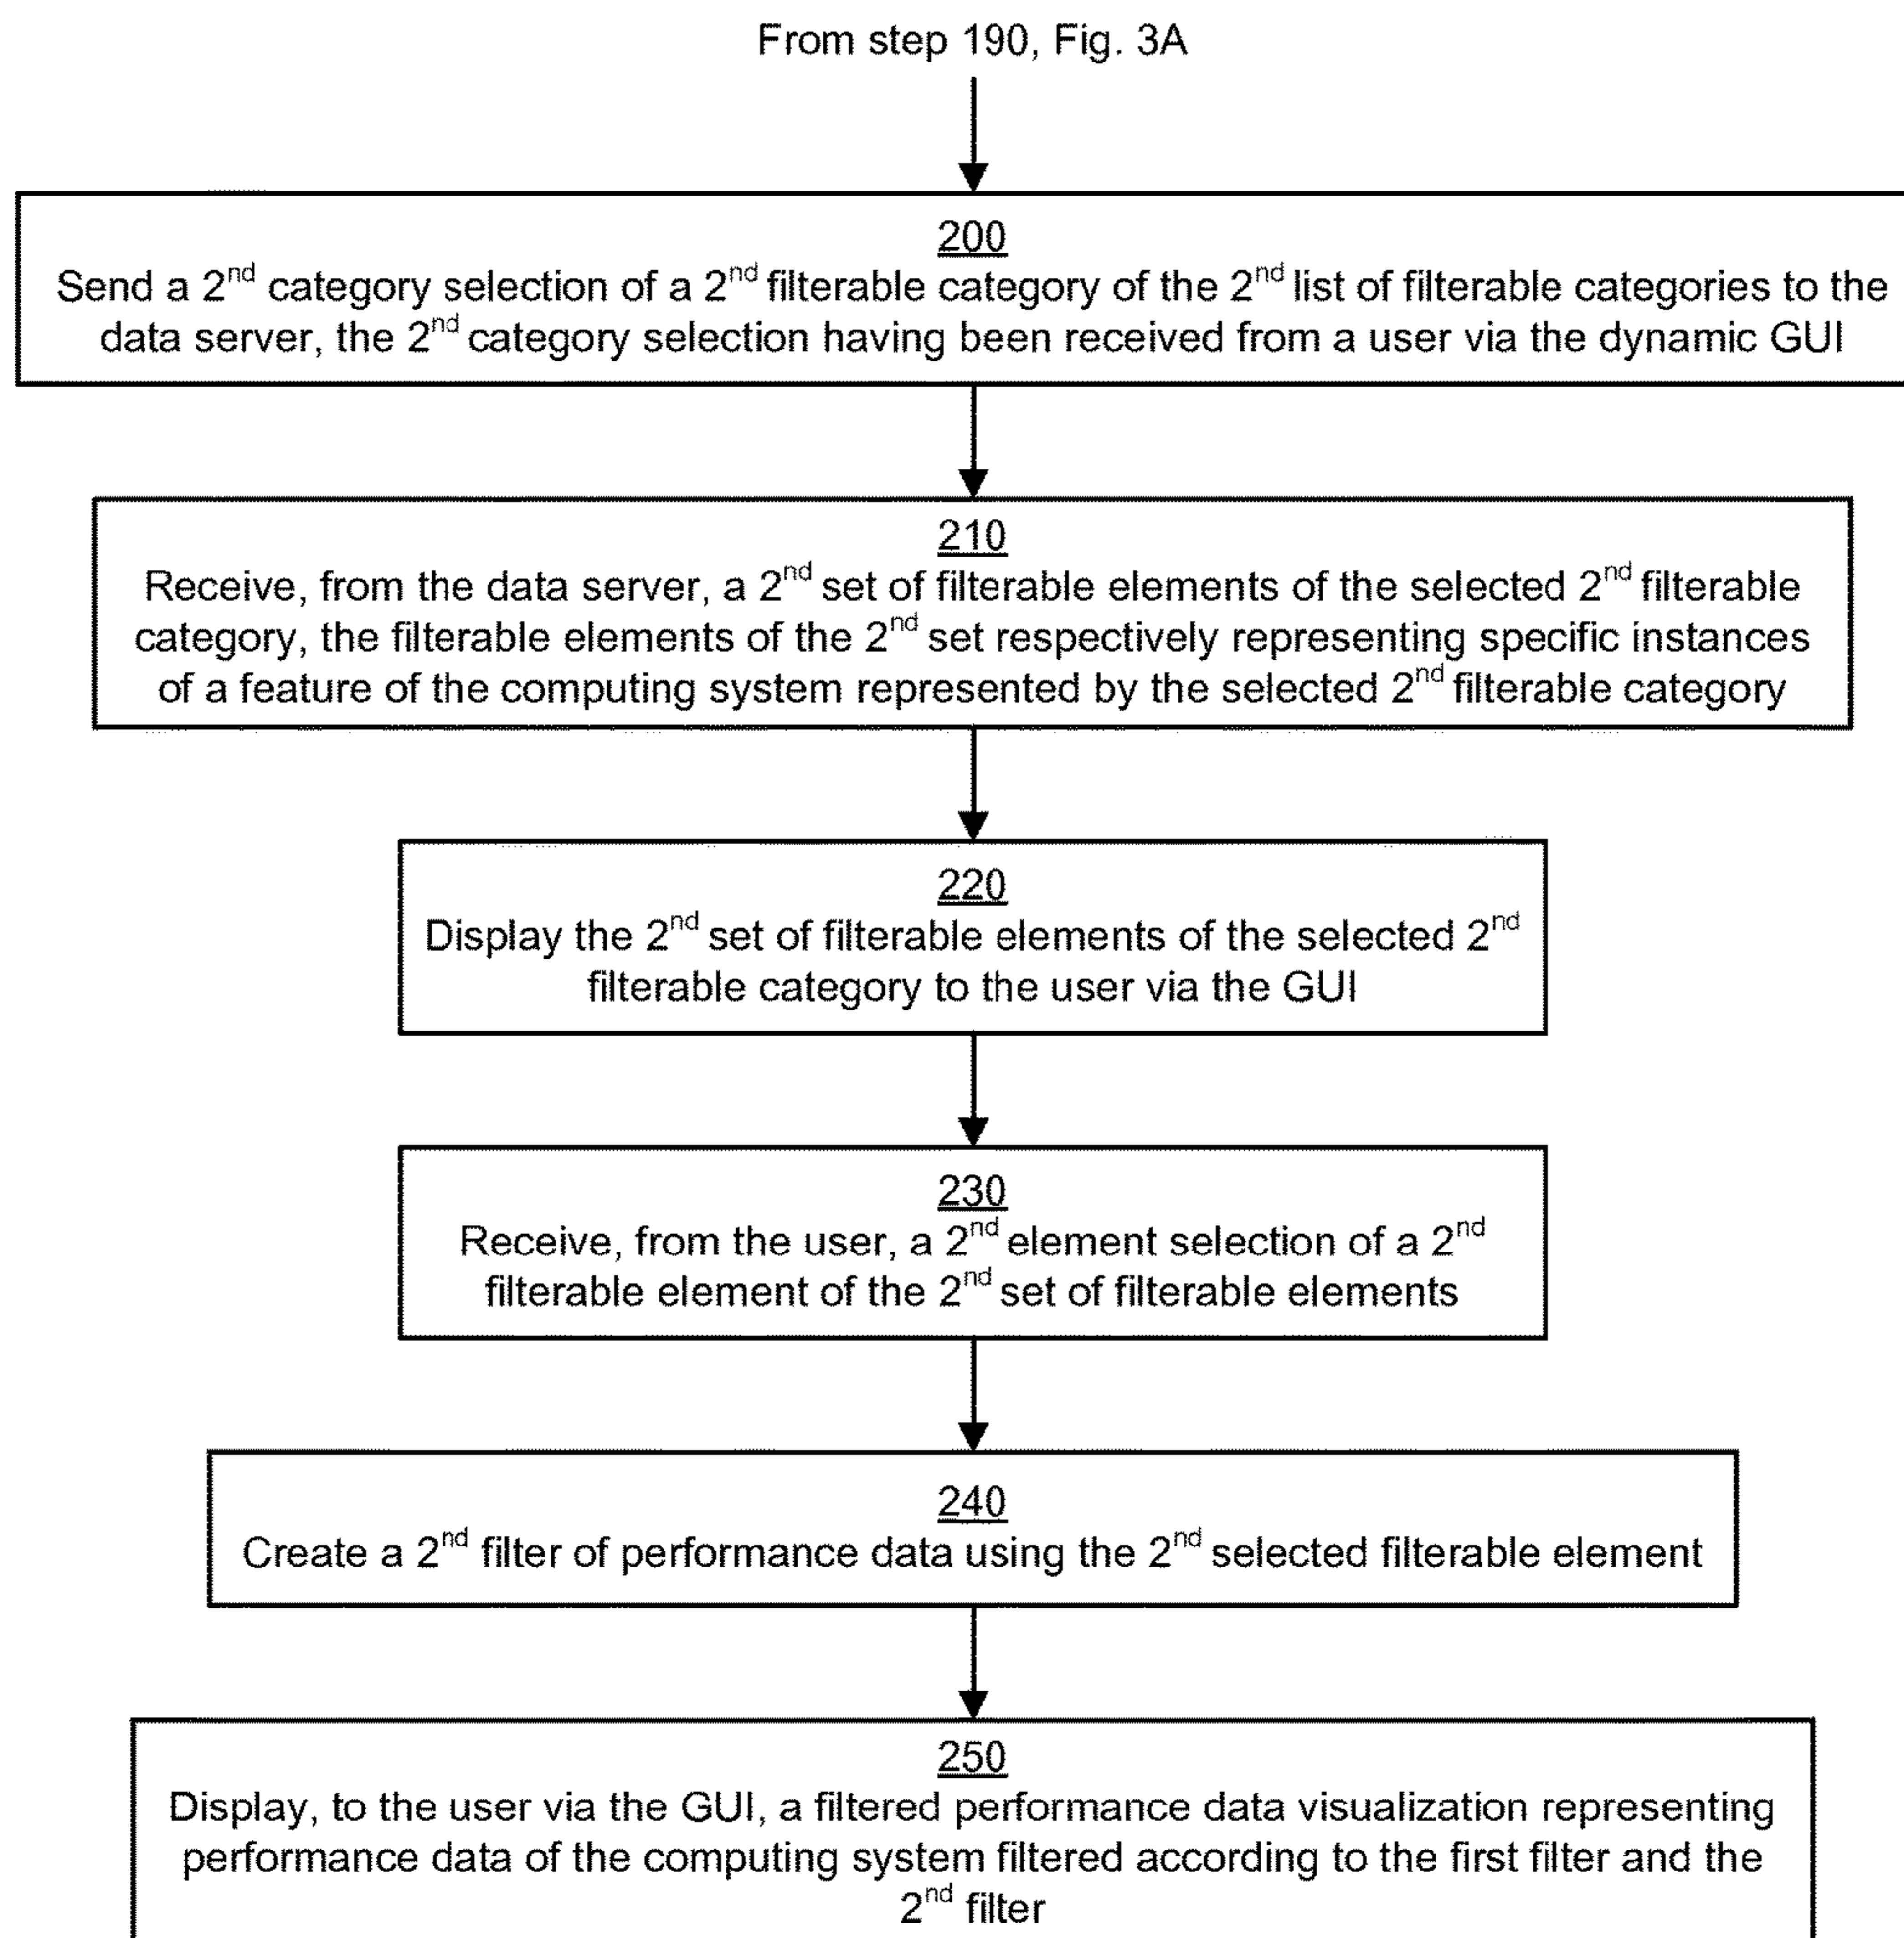 From step 190, Fig. 3A
200
Send a 2nd category selection of a 2nd filterable category of the 2nd list of filterable categories to the
data server, the 2nd category selection having been received from a user via the dynamic GUI
210
Receive, from the data server, a 2nd set of filterable elements of the selected 2nd filterable
category, the filterable elements of the 2nd set respectively representing specific instances
of a feature of the computing system represented by the selected 2nd filterable category
220
Display the 2nd set of filterable elements of the selected 2nd
filterable category to the user via the GUI
230
Receive, from the user, a 2nd element selection of a 2nd
filterable element of the 2nd set of filterable elements
240
Create a 2nd filter of performance data using the 2nd selected filterable element
250
Display, to the user via the GUI, a filtered performance data visualization representing
performance data of the computing system filtered according to the first filter and the
2nd filter